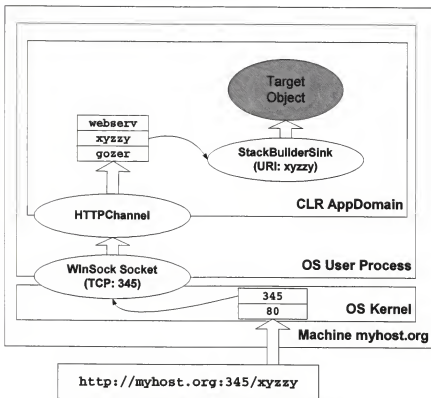 Target
Object
webserv
xyzzy
gozer
StackBuilderSink
(URI: xyzzy)
CLR AppDomain
HTTPChannel
OS User Process
WinSock Socket
(TCP: 345)
345
80
OS Kernel
Machine myhost.org
http://myhost.org:345/xyzzy